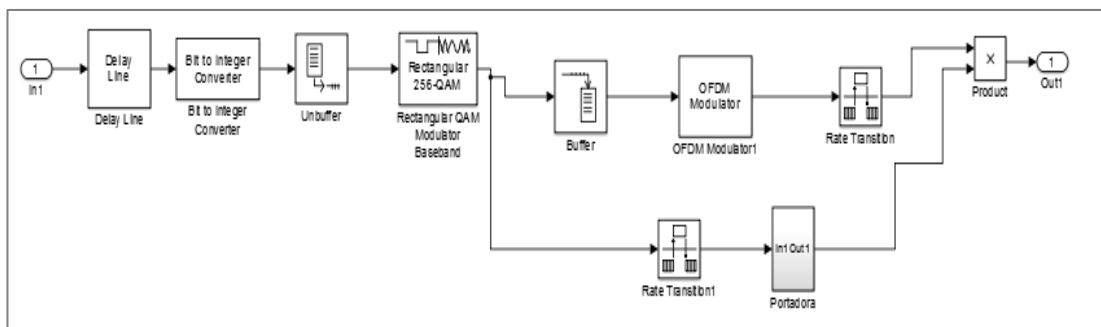 1
In1
Delay
Line
Delay Line
Bit to Integer
Converter
Bit to Integer
Converter
Unbuffer
Rectangular
256-QAM
Rectangular QAM
Modulator
Baseband
Buffer
OFDM
Modulator
OFDM Modulator1
Rate Transition
X
Product
1
Out1
Rate Transition1
In1 Out1
Portadora